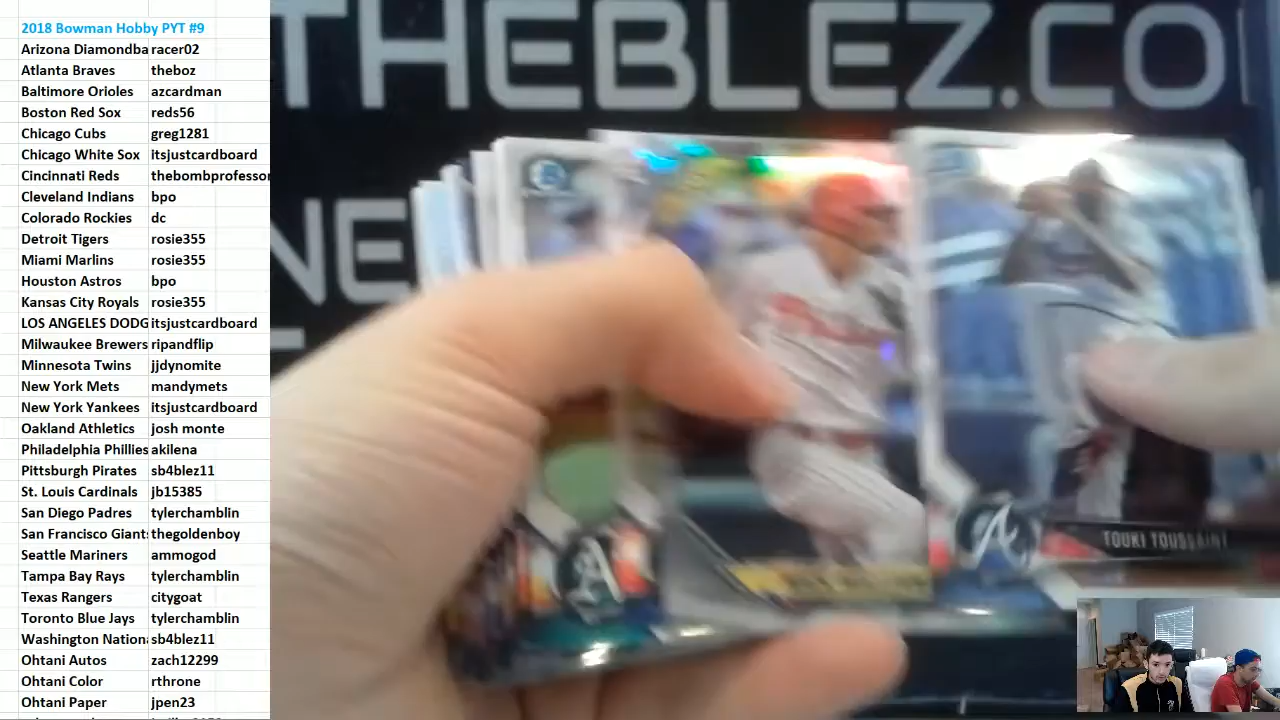 2018 Bowman Hobby PYT #9
Arizona Diamondba racer02
Atlanta Braves theboz
Baltimore Orioles azcardman
Boston Red Sox reds56
Chicago Cubs greg1281
Chicago White Sox itsjustcardboard
Cincinnati Reds thebombprofessor
Cleveland Indians bpo
Colorado Rockies dc
Detroit Tigers rosie355
Miami Marlins rosie355
Houston Astros bpo
Kansas City Royals rosie355
LOS ANGELES DODG itsjustcardboard
Milwaukee Brewers ripandflip
Minnesota Twins jjdynomite
New York Mets mandymets
New York Yankees itsjustcardboard
Oakland Athletics josh monte
Philadelphia Phillies akilena
Pittsburgh Pirates sb4blez11
St. Louis Cardinals jb15385
San Diego Padres tylerchamblin
San Francisco Giants thegoldenboy
Seattle Mariners ammogod
Tampa Bay Rays tylerchamblin
Texas Rangers citygoat
Toronto Blue Jays tylerchamblin
Washington Nation sb4blez11
Ohtani Autos zach12299
Ohtani Color rthrone
Ohtani Paper jpen23
THEBLEZ.CO
NE
A
A
TOUKI TOUSSAINT